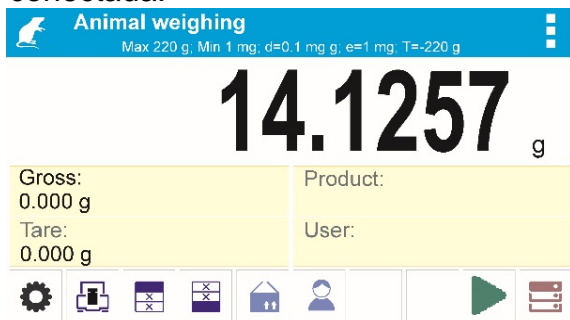 Animal weighing
Max 220 g; Min 1 mg; d=0.1 mg g; e=1 mg; T=-220 g
14.1257 g
Gross:
0.000 g
Product:
Tare:
0.000 g
User: